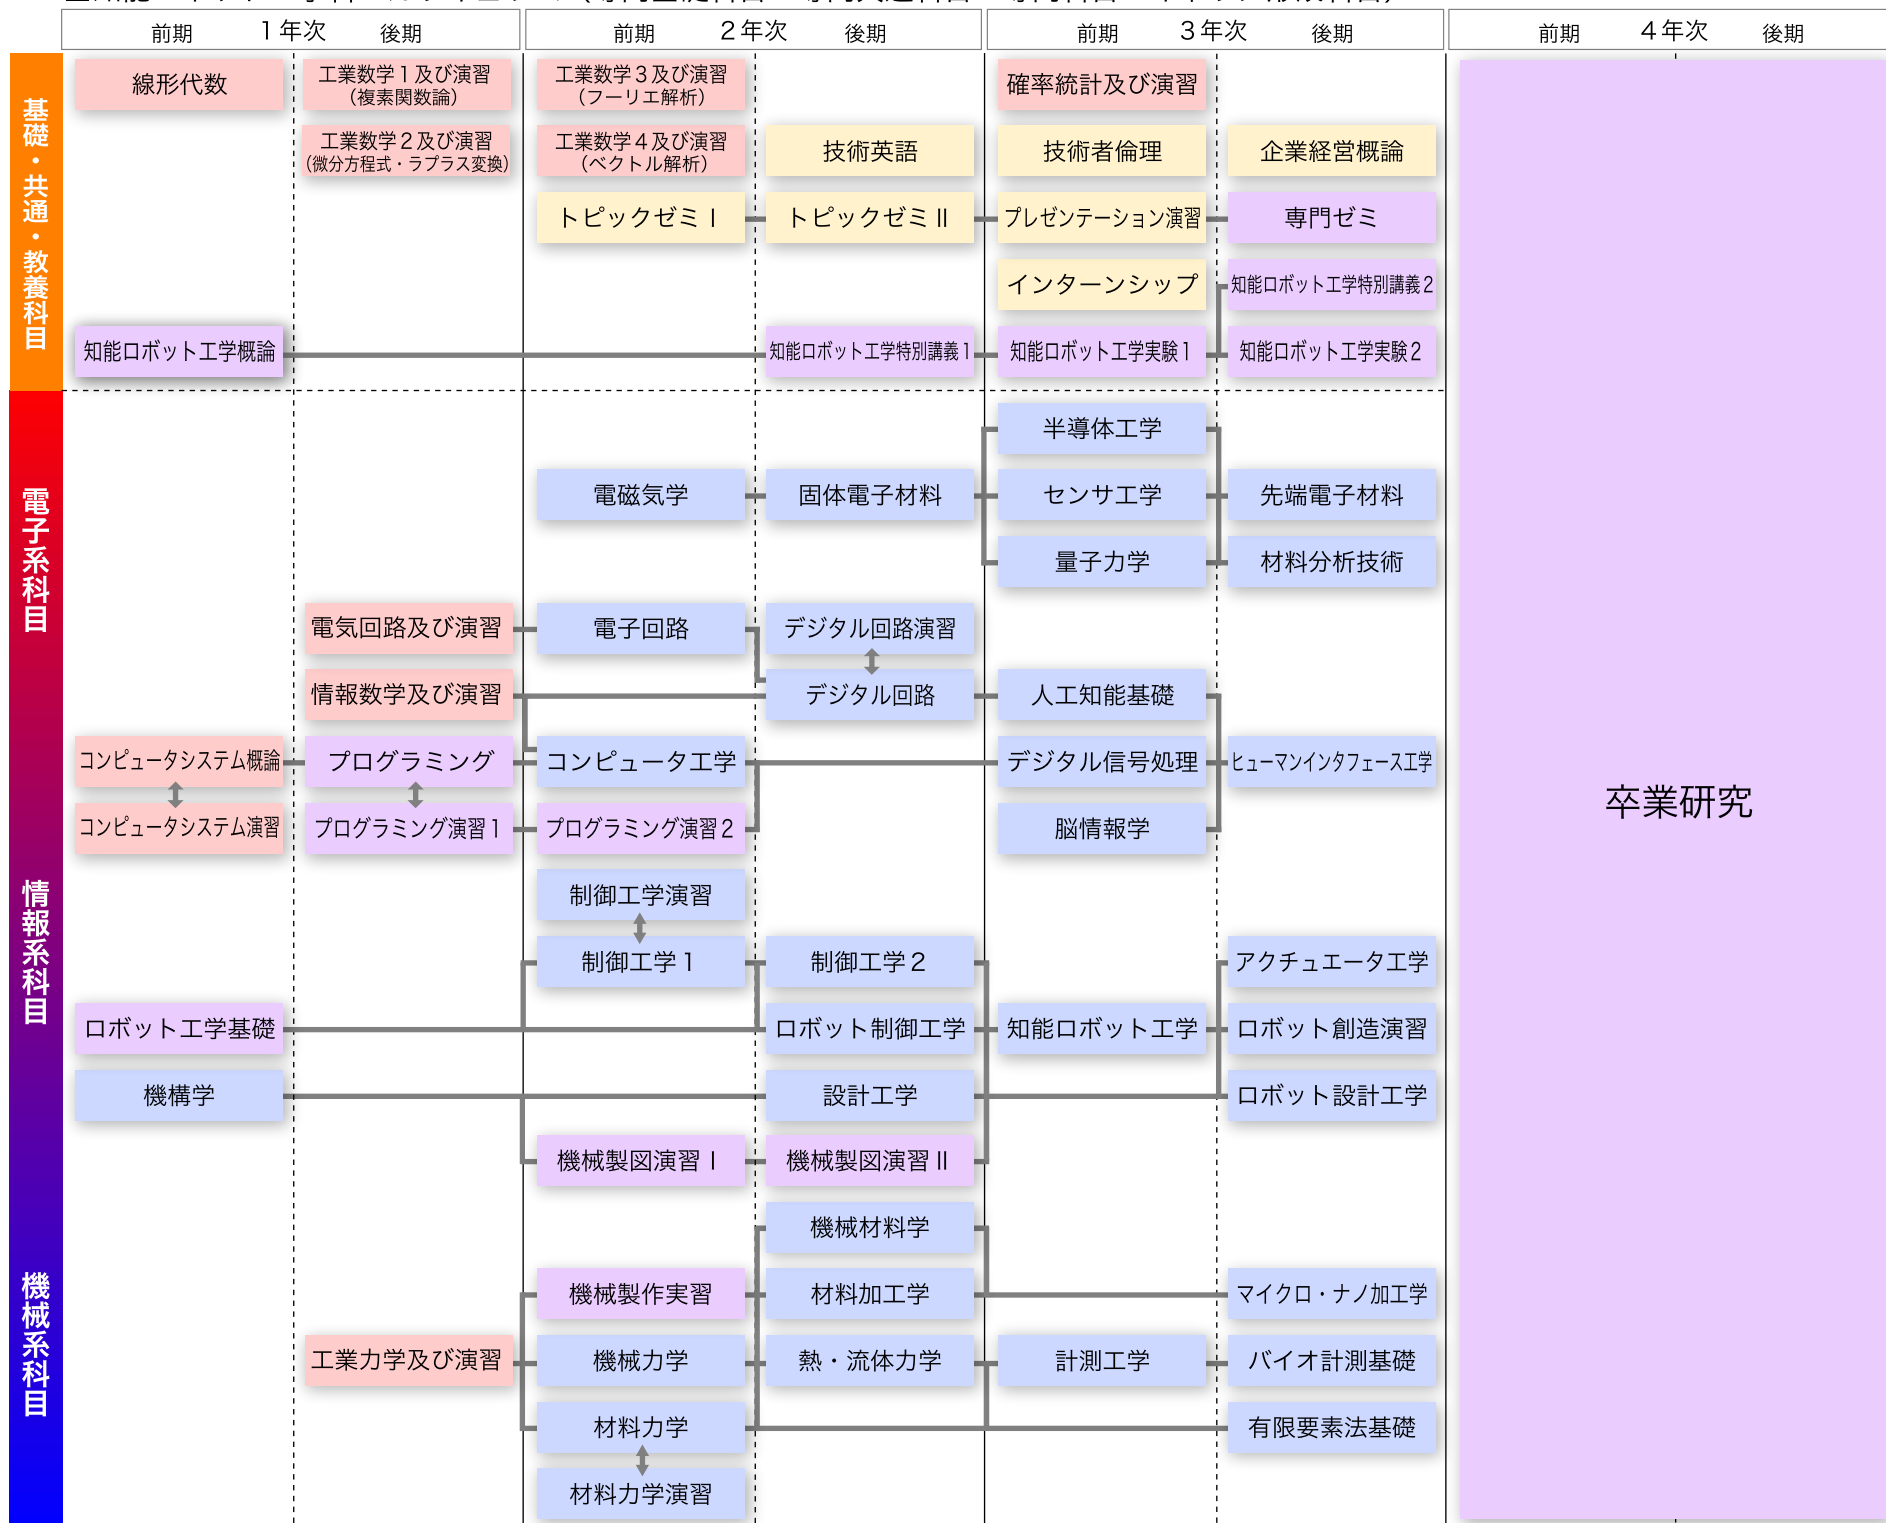 前期 1年次 後期
前期 2年次 後期
前期 3年次 後期
前期 4年次 後期
基礎・共通・教養科目
線形代数
工業数学1及び演習
(複素関数論)
工業数学3及び演習
(フーリエ解析)
確率統計及び演習
工業数学2及び演習
(微分方程式・ラプラス変換)
工業数学4及び演習
(ベクトル解析)
技術英語
技術者倫理
企業経営概論
トピックゼミⅠ
トピックゼミⅡ
プレゼンテーション演習
専門ゼミ
インターンシップ
知能ロボット工学特別講義2
知能ロボット工学概論
知能ロボット工学特別講義1
知能ロボット工学実験1
知能ロボット工学実験2
電子系科目
半導体工学
電磁気学
固体電子材料
センサ工学
先端電子材料
量子力学
材料分析技術
電気回路及び演習
電子回路
デジタル回路演習
情報数学及び演習
デジタル回路
人工知能基礎
コンピュータシステム概論
プログラミング
コンピュータ工学
デジタル信号処理
ヒューマンインタフェース工学
卒業研究
コンピュータシステム演習
プログラミング演習1
プログラミング演習2
脳情報学
情報系科目
制御工学演習
制御工学1
制御工学2
アクチュエータ工学
ロボット工学基礎
ロボット制御工学
知能ロボット工学
ロボット創造演習
機構学
設計工学
ロボット設計工学
機械製図演習Ⅰ
機械製図演習Ⅱ
機械系科目
機械材料学
機械製作実習
材料加工学
マイクロ・ナノ加工学
工業力学及び演習
機械力学
熱・流体力学
計測工学
バイオ計測基礎
材料力学
有限要素法基礎
材料力学演習